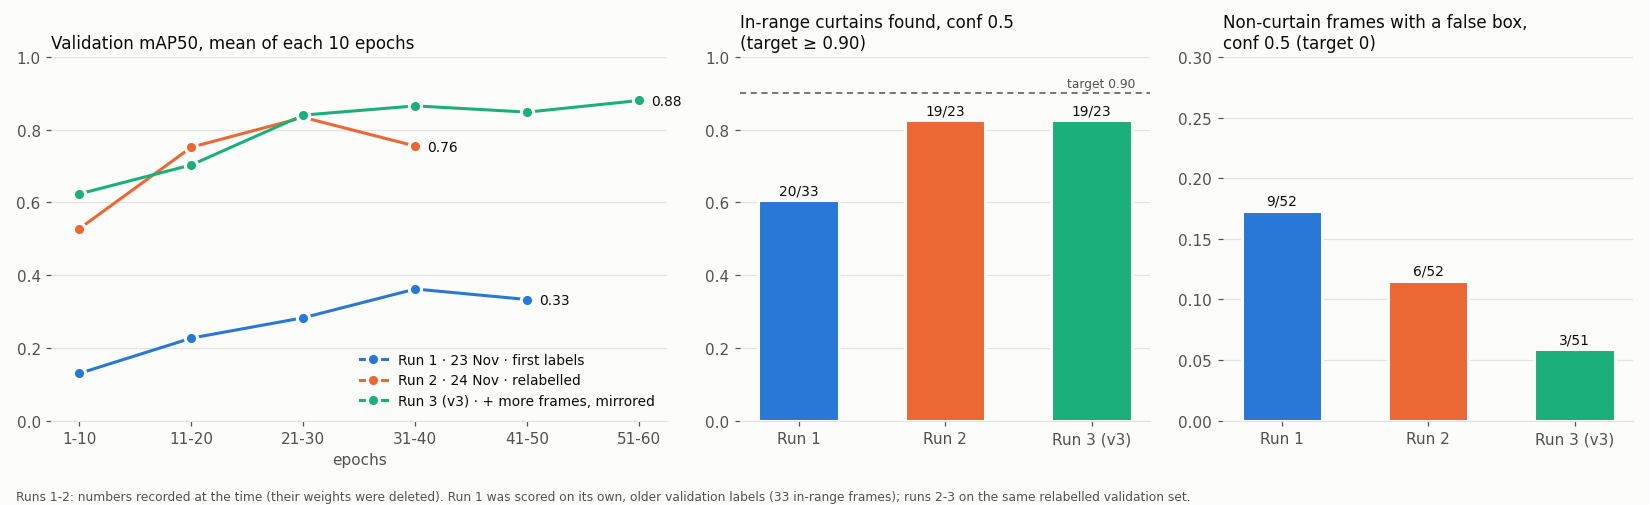 Validation mAP50, mean of each 10 epochs
1.0
0.8
0.6
0.4
0.2
0.0
0.88
0.76
0.33
Run 1 · 23 Nov · first labels
Run 2 · 24 Nov · relabelled
Run 3 (v3) · + more frames, mirrored
1-10
11-20
21-30
31-40
41-50
51-60
epochs
In-range curtains found, conf 0.5
(target ≥ 0.90)
1.0
0.8
0.6
0.4
0.2
0.0
target 0.90
20/33
19/23
19/23
Run 1
Run 2
Run 3 (v3)
Non-curtain frames with a false box,
conf 0.5 (target 0)
0.30
0.25
0.20
0.15
0.10
0.05
0.00
9/52
6/52
3/51
Run 1
Run 2
Run 3 (v3)
Runs 1-2: numbers recorded at the time (their weights were deleted). Run 1 was scored on its own, older validation labels (33 in-range frames); runs 2-3 on the same relabelled validation set.